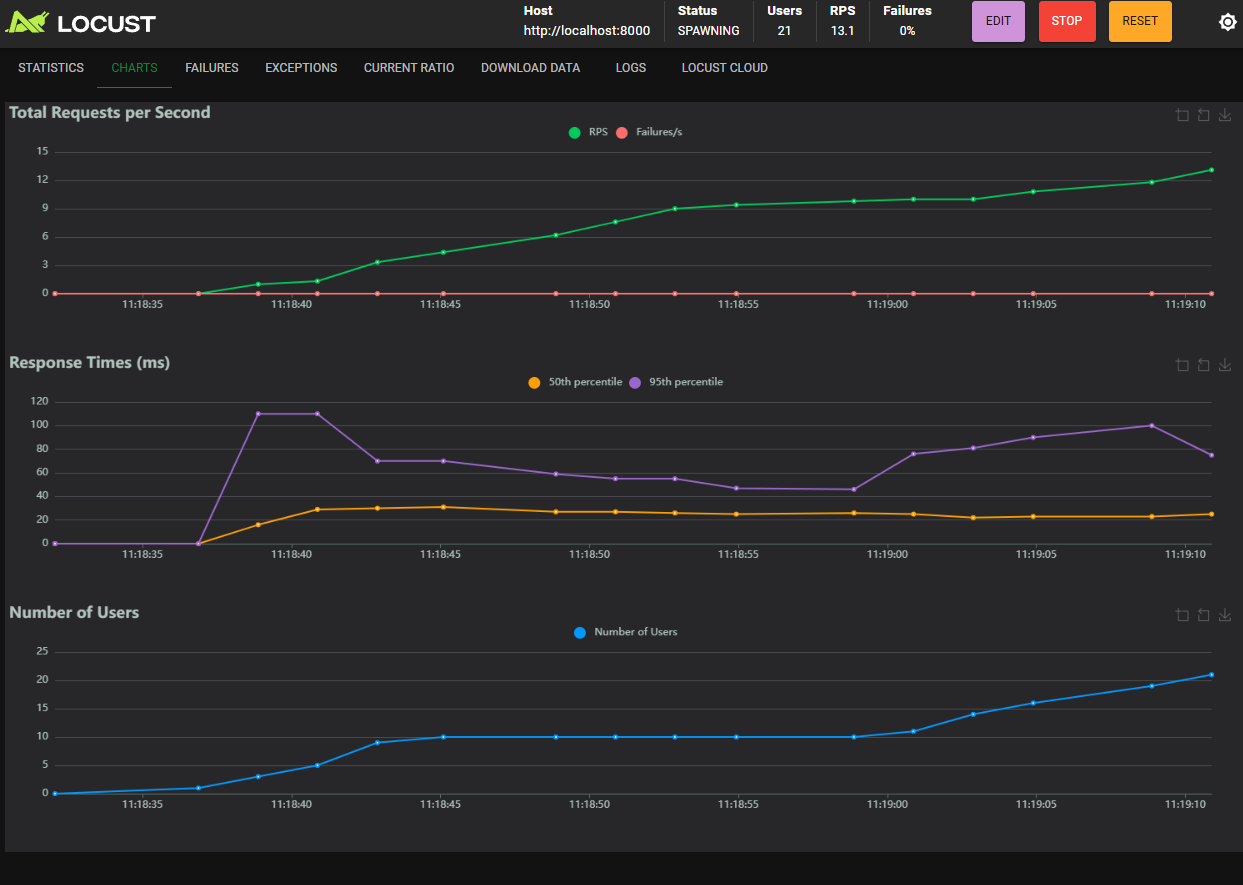 LOCUST
Host
http://localhost:8000
Status
SPAWNING
Users
21
RPS
13.1
Failures
0%
EDIT
STOP
RESET
STATISTICS CHARTS FAILURES EXCEPTIONS CURRENT RATIO DOWNLOAD DATA LOGS LOCUST CLOUD
Total Requests per Second
RPS Failures/s
15
12
9
6
3
0
11:18:35 11:18:40 11:18:45 11:18:50 11:18:55 11:19:00 11:19:05 11:19:10
Response Times (ms)
50th percentile 95th percentile
120
100
80
60
40
20
0
11:18:35 11:18:40 11:18:45 11:18:50 11:18:55 11:19:00 11:19:05 11:19:10
Number of Users
Number of Users
25
20
15
10
5
0
11:18:35 11:18:40 11:18:45 11:18:50 11:18:55 11:19:00 11:19:05 11:19:10